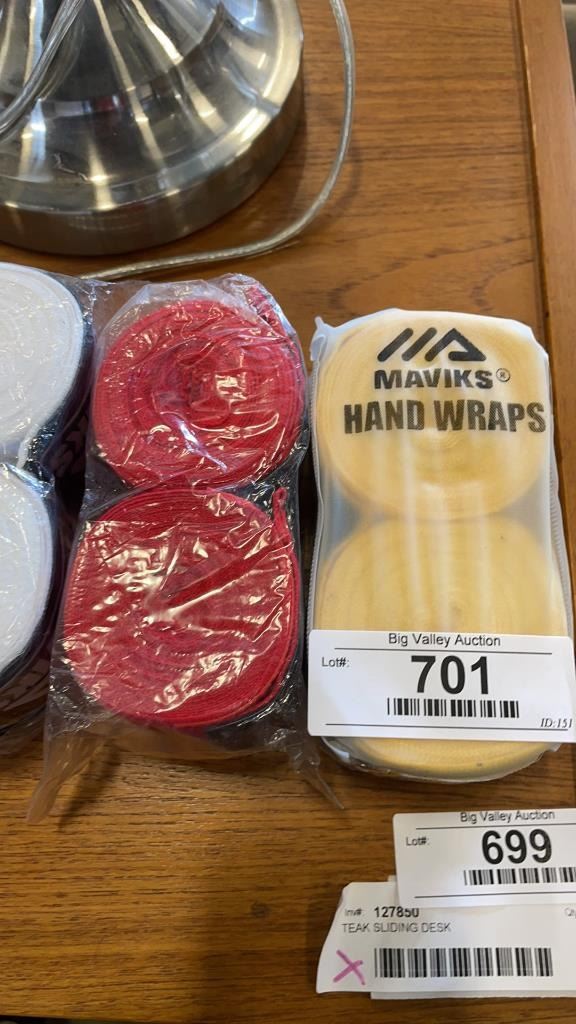 MAVIKS®
HAND WRAPS
Big Valley Auction
Lot#: 701
ID:151
Big Valley Auction
Lot#: 699
Inv#: 127850
TEAK SLIDING DESK